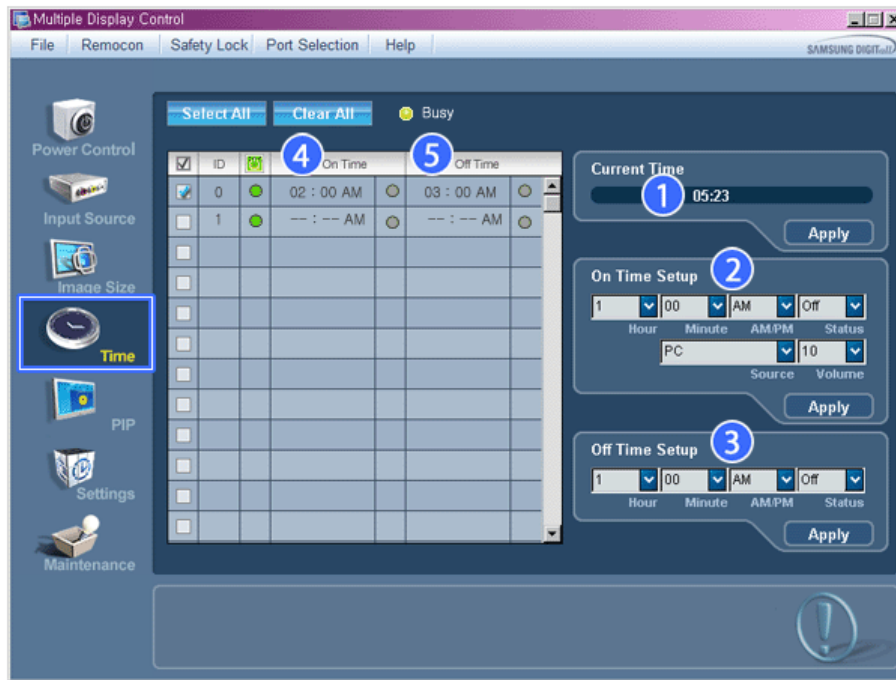 Multiple Display Control
File Remocon Safety Lock Port Selection Help
SAMSUNG DIGITall
Select All Clear All Busy
Power Control
Input Source
Image Size
Time
PIP
Settings
Maintenance
ID 4 On Time 5 Off Time
0 02 : 00 AM 03 : 00 AM
1 -- : -- AM -- : -- AM
Current Time
1 05:23
Apply
On Time Setup 2
1 00 AM Off
Hour Minute AM/PM Status
PC 10
Source Volume
Apply
Off Time Setup 3
1 00 AM Off
Hour Minute AM/PM Status
Apply